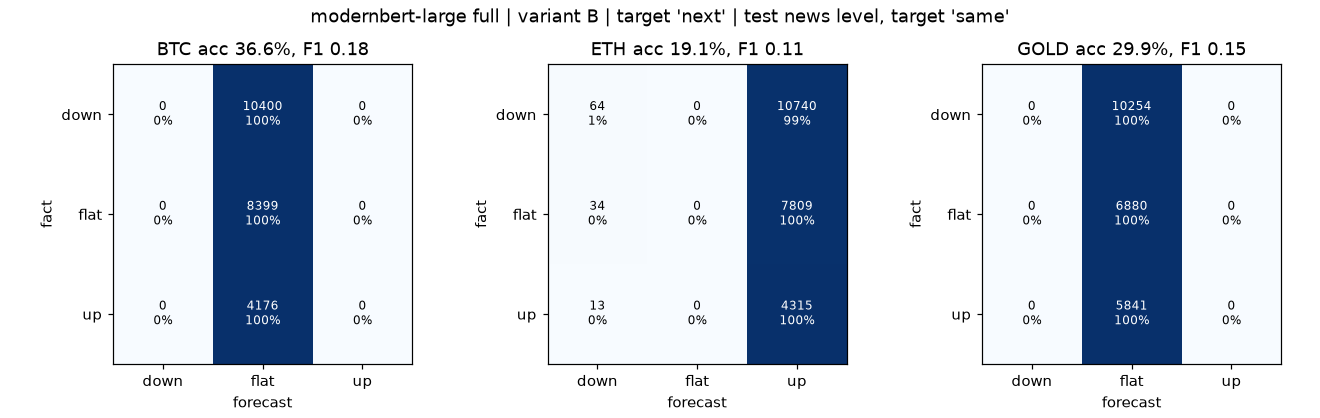 modernbert-large full | variant B | target 'next' | test news level, target 'same'
BTC acc 36.6%, F1 0.18
fact
down
flat
up
0
0%
10400
100%
0
0%
0
0%
8399
100%
0
0%
0
0%
4176
100%
0
0%
down flat up
forecast
ETH acc 19.1%, F1 0.11
fact
down
flat
up
64
1%
0
0%
10740
99%
34
0%
0
0%
7809
100%
13
0%
0
0%
4315
100%
down flat up
forecast
GOLD acc 29.9%, F1 0.15
fact
down
flat
up
0
0%
10254
100%
0
0%
0
0%
6880
100%
0
0%
0
0%
5841
100%
0
0%
down flat up
forecast